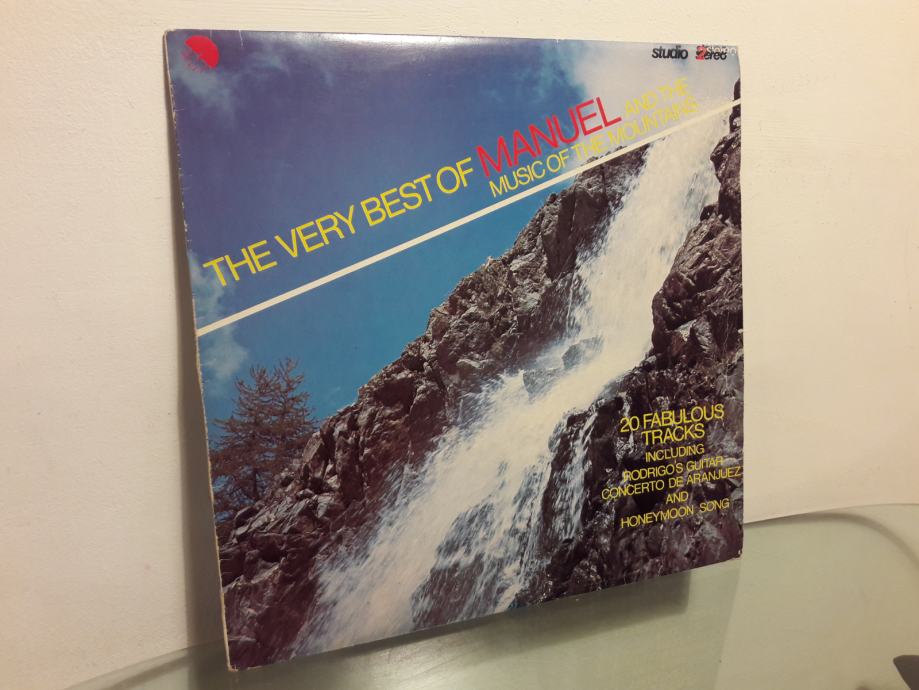 studio 2stereo
THE VERY BEST OF MANUEL AND THE
MUSIC OF THE MOUNTAINS
20 FABULOUS
TRACKS
INCLUDING
RODRIGO'S GUITAR
CONCERTO DE ARANJUEZ
AND
HONEYMOON SONG